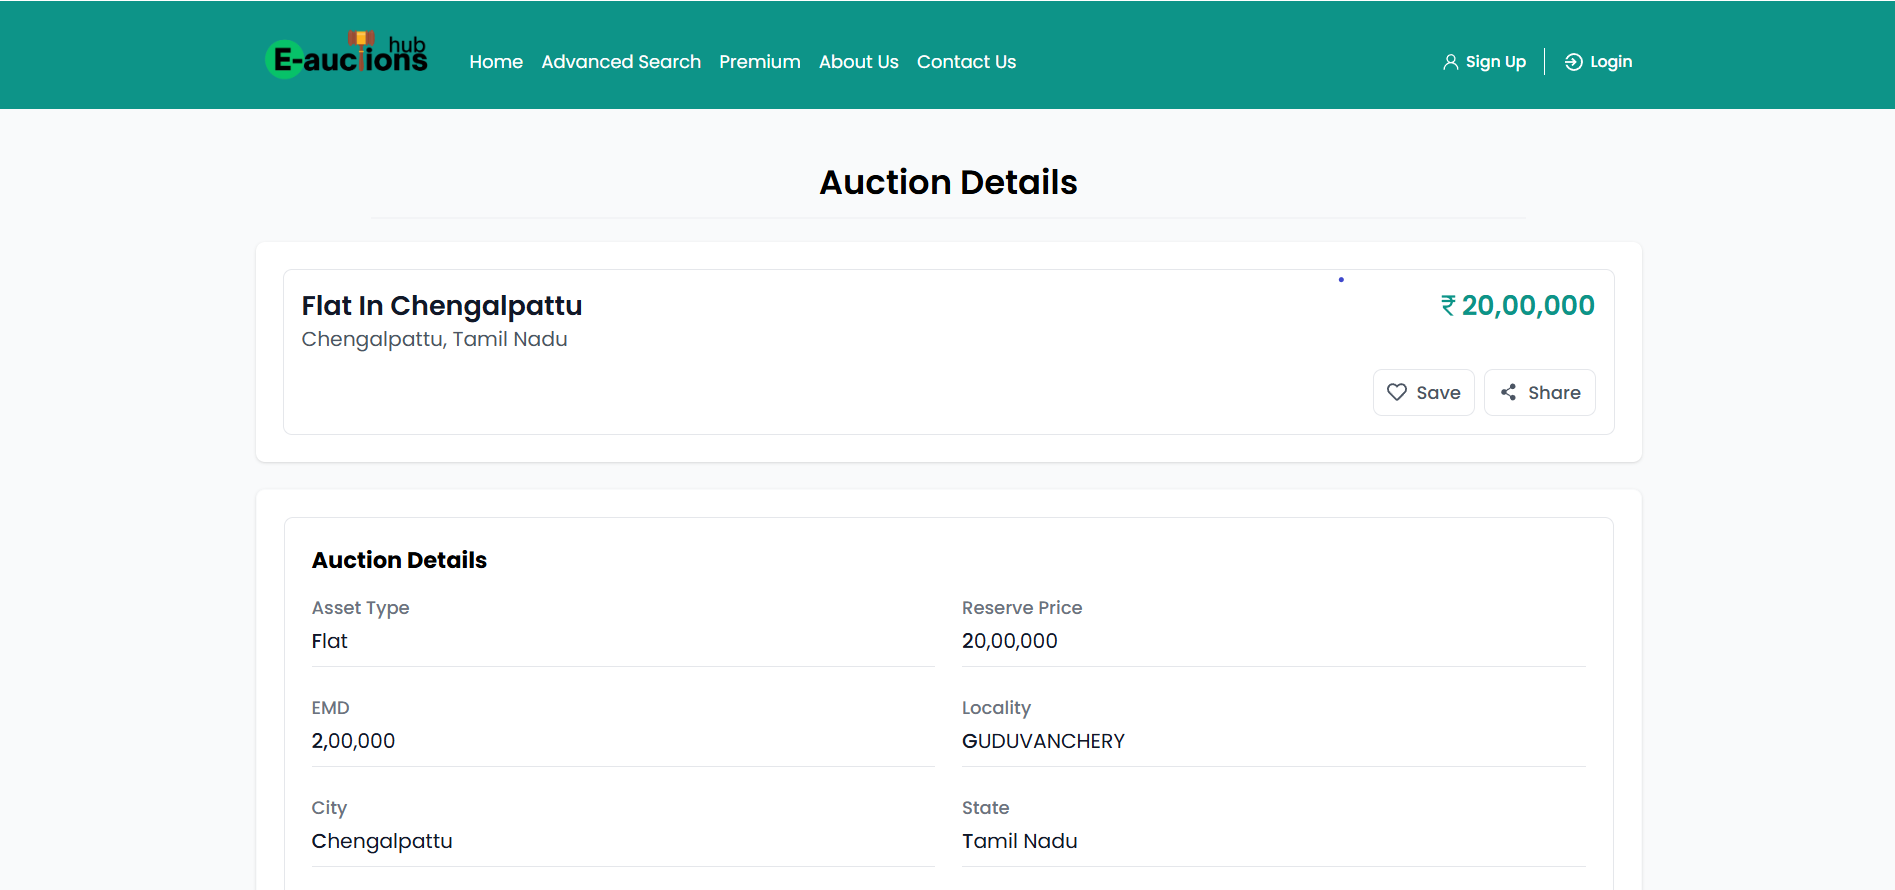 E-auctions hub
Home Advanced Search Premium About Us Contact Us
Sign Up Login
Auction Details
Flat In Chengalpattu
₹ 20,00,000
Chengalpattu, Tamil Nadu
Save Share
Auction Details
Asset Type
Flat
Reserve Price
20,00,000
EMD
2,00,000
Locality
GUDUVANCHERY
City
Chengalpattu
State
Tamil Nadu